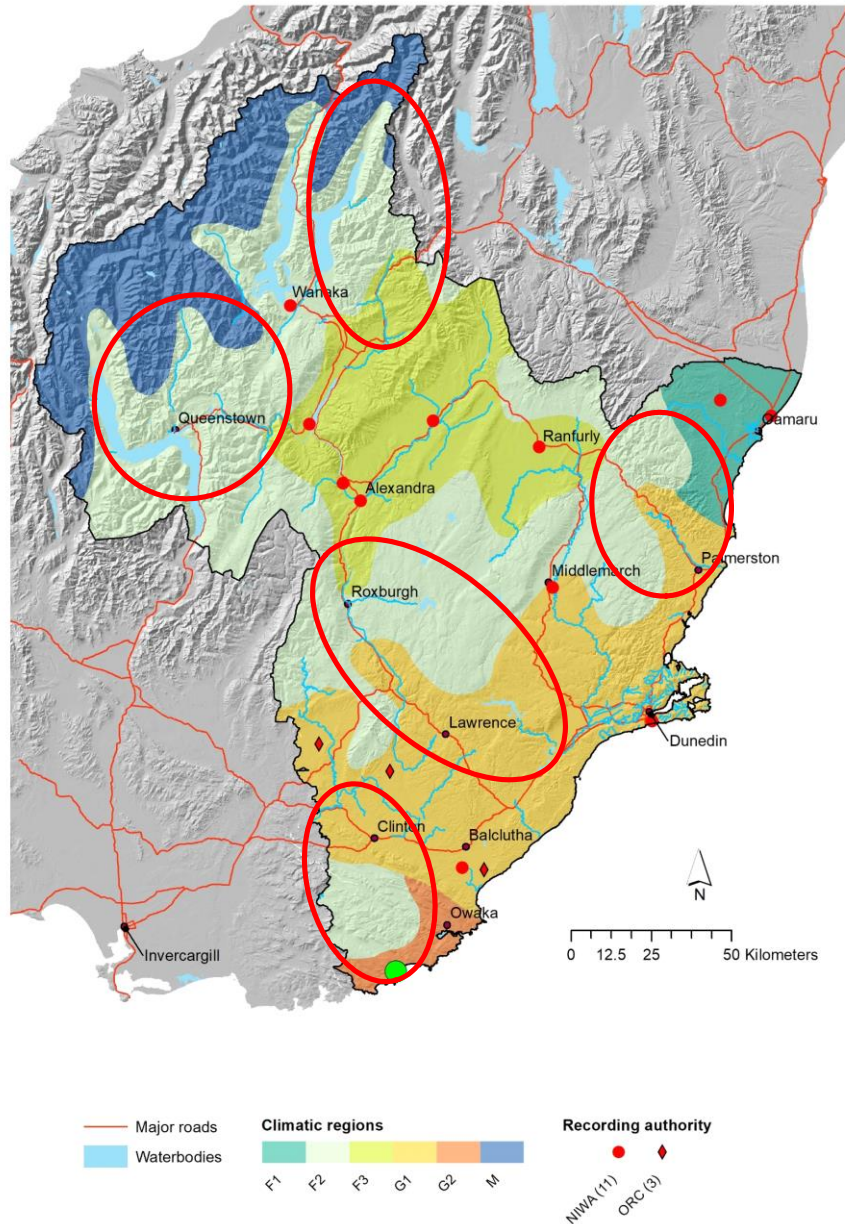 Wanaka
Queenstown
Oamaru
Ranfurly
Alexandra
Palmerston
Middlemarch
Roxburgh
Lawrence
Dunedin
Clinton
Balclutha
N
Owaka
Invercargill
0 12.5 25 50 Kilometers
Major roads
Waterbodies
Climatic regions
F1
F2
F3
G1
G2
M
Recording authority
NIWA (11)
ORC (3)